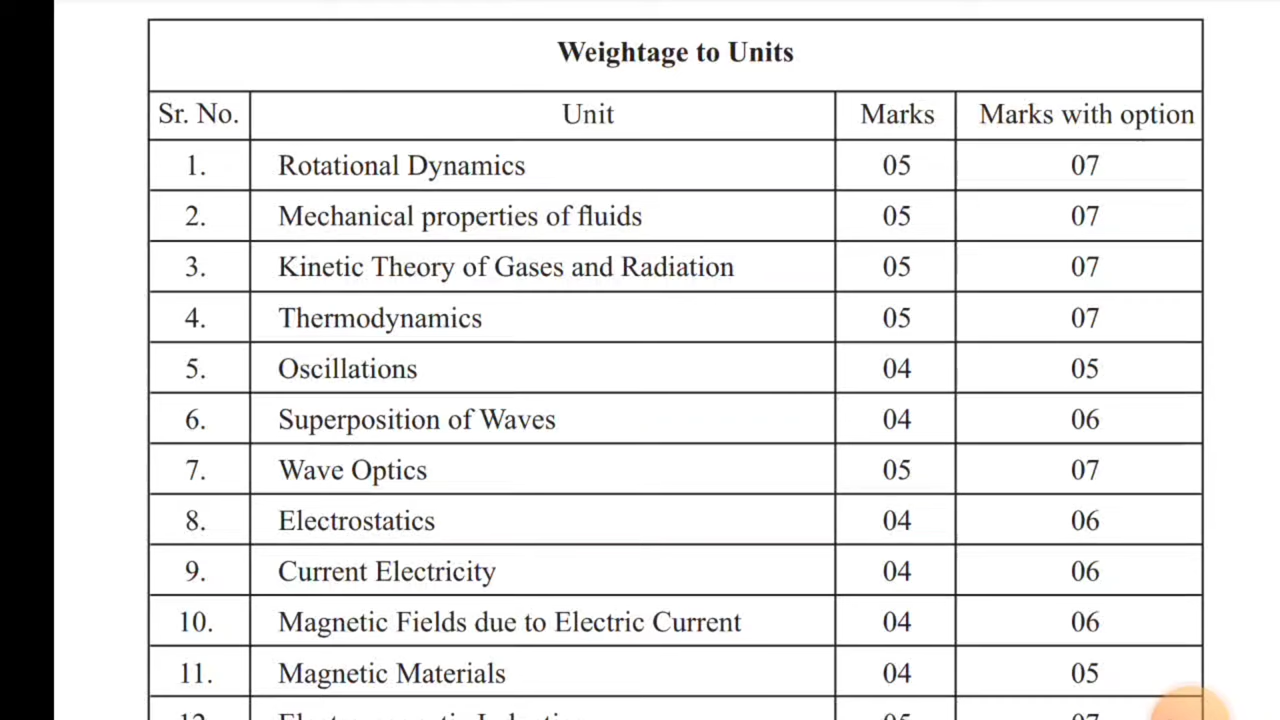 Weightage to Units
Sr. No. Unit Marks Marks with option
1. Rotational Dynamics 05 07
2. Mechanical properties of fluids 05 07
3. Kinetic Theory of Gases and Radiation 05 07
4. Thermodynamics 05 07
5. Oscillations 04 05
6. Superposition of Waves 04 06
7. Wave Optics 05 07
8. Electrostatics 04 06
9. Current Electricity 04 06
10. Magnetic Fields due to Electric Current 04 06
11. Magnetic Materials 04 05